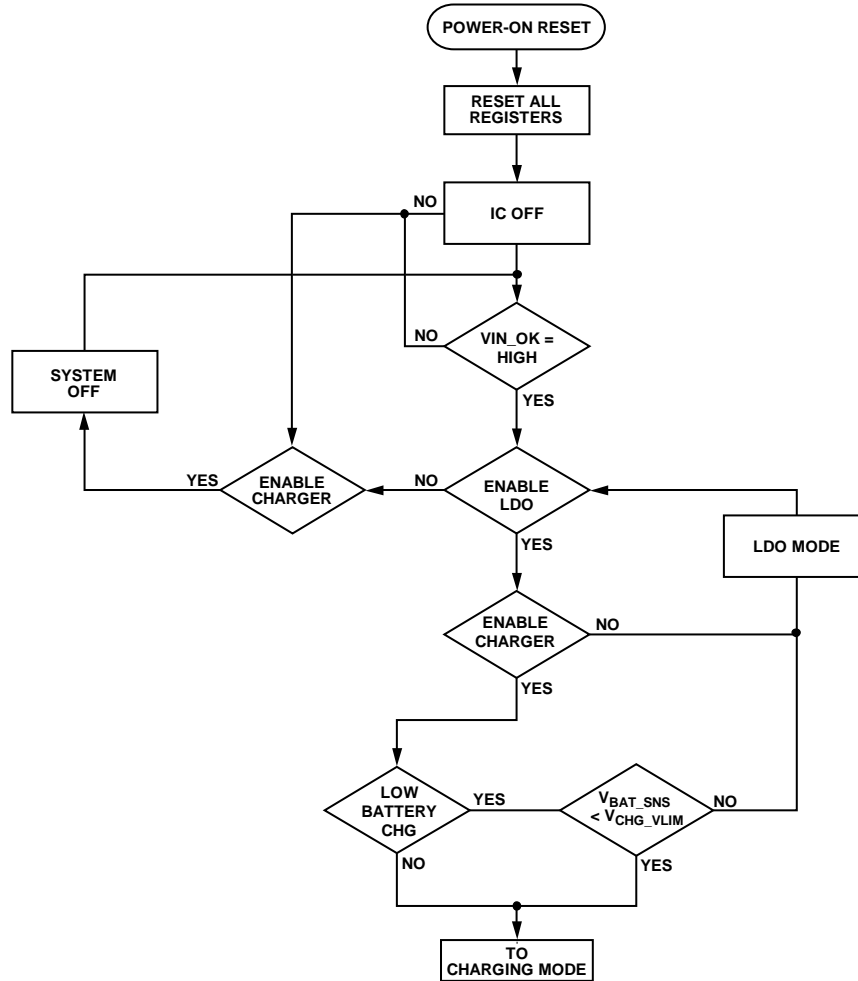 POWER-ON RESET
RESET ALL
REGISTERS
NO
IC OFF
NO
VIN_OK =
HIGH
SYSTEM
OFF
YES
YES
ENABLE
CHARGER
NO
ENABLE
LDO
LDO MODE
YES
ENABLE
CHARGER
NO
YES
LOW
BATTERY
CHG
YES
VBAT_SNS
< VCHG_VLIM
NO
NO
YES
TO
CHARGING MODE